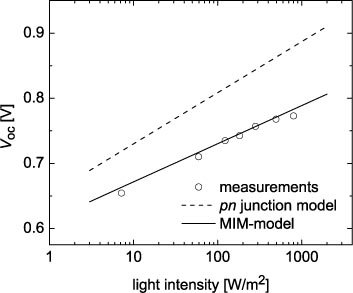 0.9
0.8
0.7
0.6
V_oc [V]
measurements
pn junction model
MIM-model
1
10
100
1000
light intensity [W/m²]